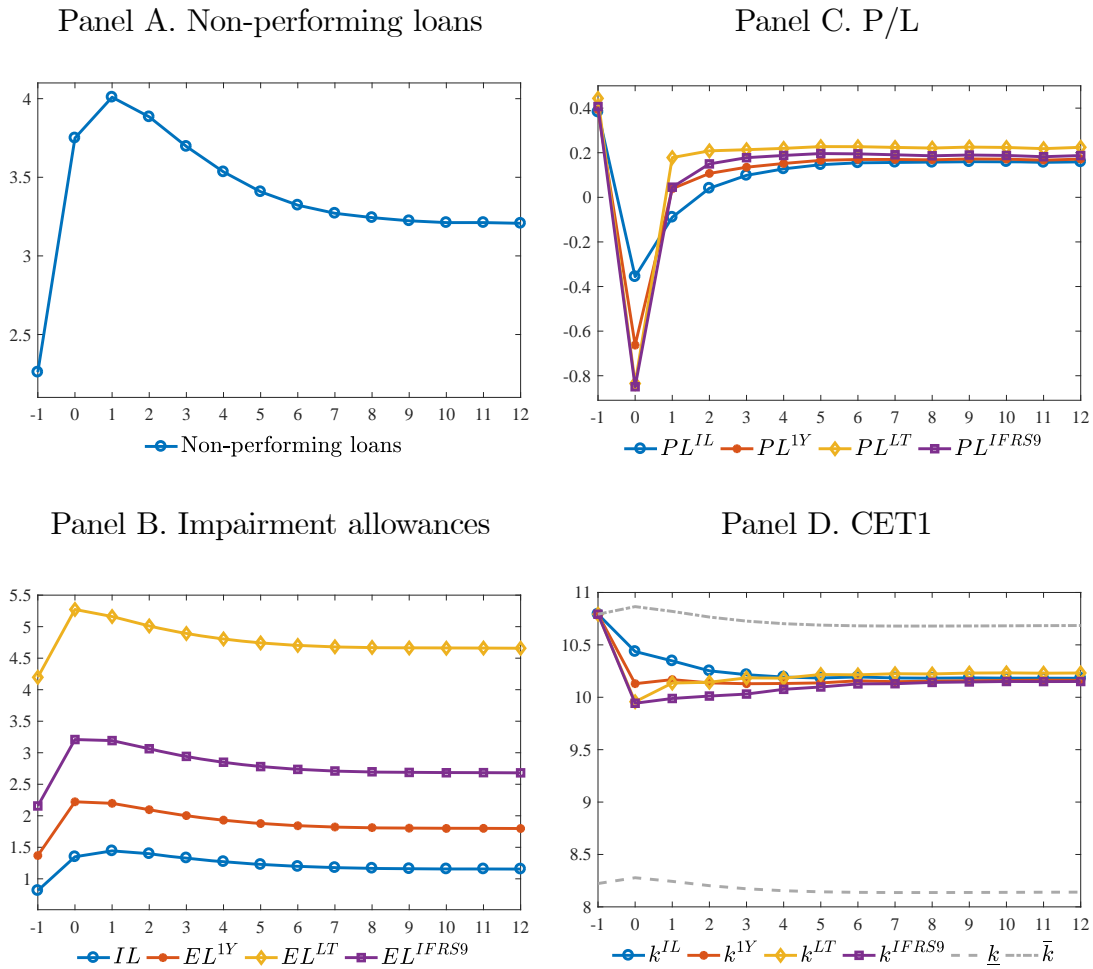 Panel A. Non-performing loans
4
3.5
3
2.5
-1 0 1 2 3 4 5 6 7 8 9 10 11 12
Non-performing loans
Panel C. P/L
0.4
0.2
0
-0.2
-0.4
-0.6
-0.8
-1 0 1 2 3 4 5 6 7 8 9 10 11 12
PL^{IL} PL^{1Y} PL^{LT} PL^{IFRS9}
Panel B. Impairment allowances
5.5
5
4.5
4
3.5
3
2.5
2
1.5
1
-1 0 1 2 3 4 5 6 7 8 9 10 11 12
IL EL^{1Y} EL^{LT} EL^{IFRS9}
Panel D. CET1
11
10.5
10
9.5
9
8.5
8
-1 0 1 2 3 4 5 6 7 8 9 10 11 12
k^{IL} k^{1Y} k^{LT} k^{IFRS9} k̲ k̄